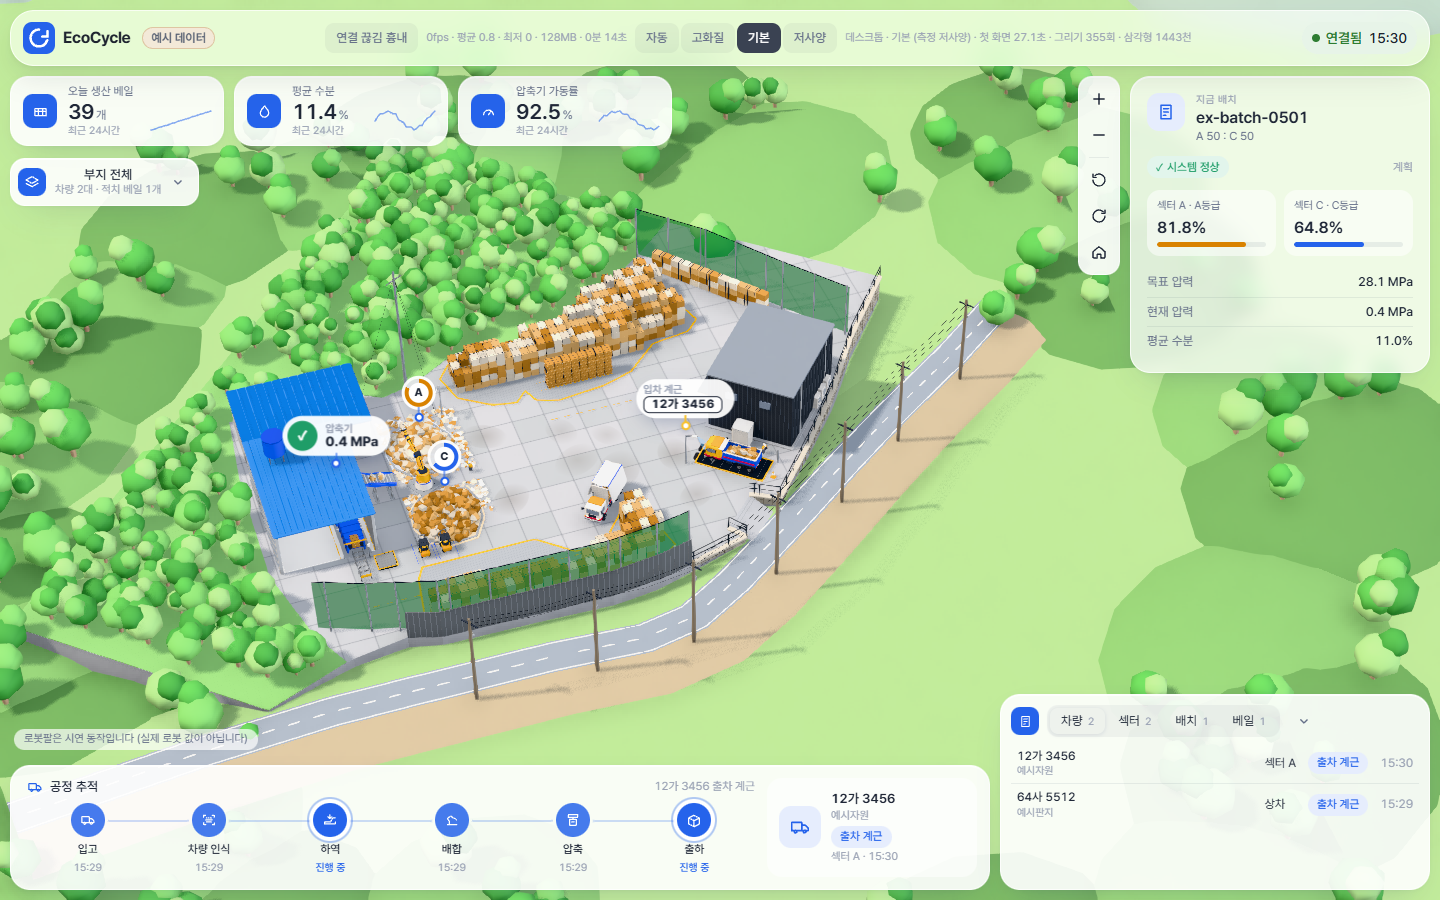 EcoCycle
예시 데이터
연결 끊김 흉내
0fps · 평균 0.8 · 최저 0 · 128MB · 0분 14초
자동
고화질
기본
저사양
데스크톱 · 기본 (측정 저사양) · 첫 화면 27.1초 · 그리기 355회 · 삼각형 1443천
연결됨 15:30
오늘 생산 베일
39개
최근 24시간
평균 수분
11.4%
최근 24시간
압축기 가동률
92.5%
최근 24시간
부지 전체
차량 2대 · 적치 베일 1개
지금 배치
ex-batch-0501
A 50 : C 50
✓ 시스템 정상
계획
섹터 A · A등급
81.8%
섹터 C · C등급
64.8%
목표 압력 28.1 MPa
현재 압력 0.4 MPa
평균 수분 11.0%
A
압축기
0.4 MPa
C
입차 계근
12가 3456
로봇팔은 시연 동작입니다 (실제 로봇 값이 아닙니다)
공정 추적
12가 3456 출차 계근
입고
15:29
차량 인식
15:29
하역
진행 중
배합
15:29
압축
15:29
출하
진행 중
12가 3456
예시자원
출차 계근
섹터 A · 15:30
차량 2
섹터 2
배치 1
베일 1
12가 3456
예시자원
섹터 A
출차 계근
15:30
64사 5512
예시판지
상차
출차 계근
15:29